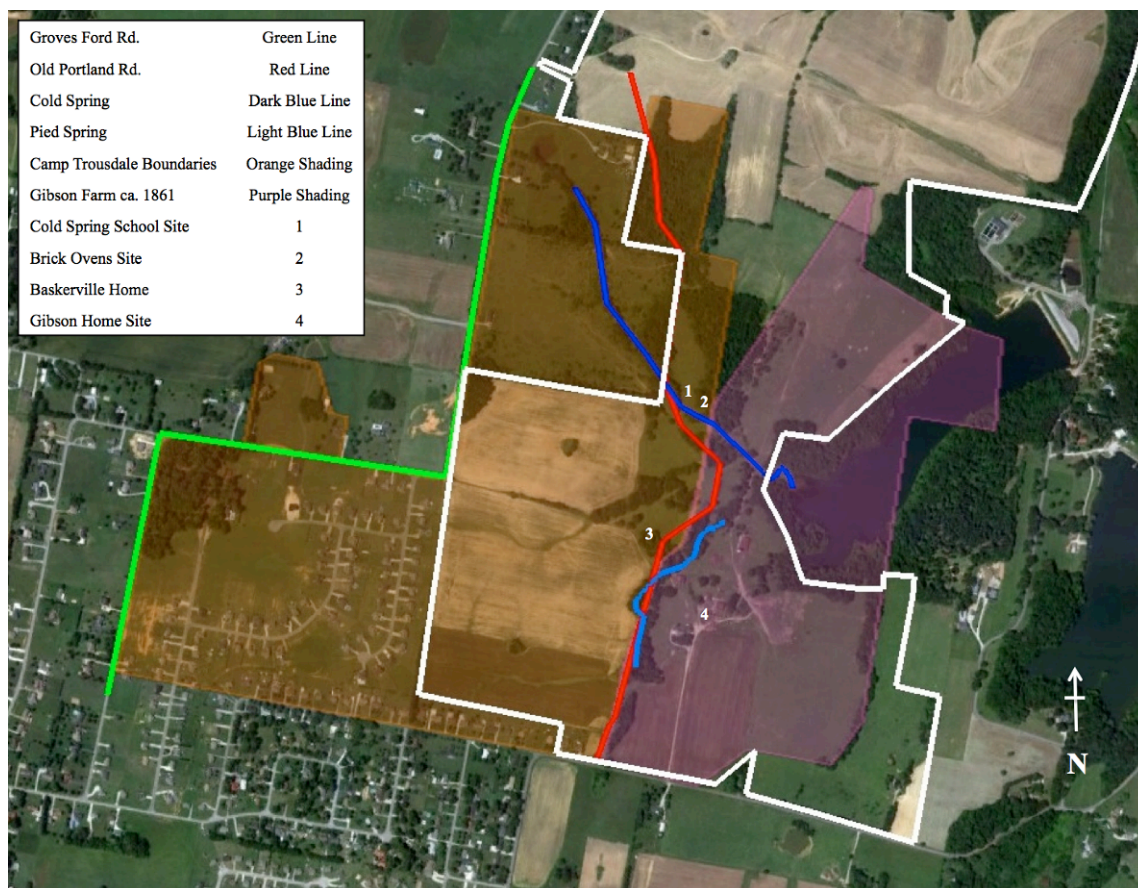 Groves Ford Rd. Green Line
Old Portland Rd. Red Line
Cold Spring Dark Blue Line
Pied Spring Light Blue Line
Camp Trousdale Boundaries Orange Shading
Gibson Farm ca. 1861 Purple Shading
Cold Spring School Site 1
Brick Ovens Site 2
Baskerville Home 3
Gibson Home Site 4
1
2
3
4
N